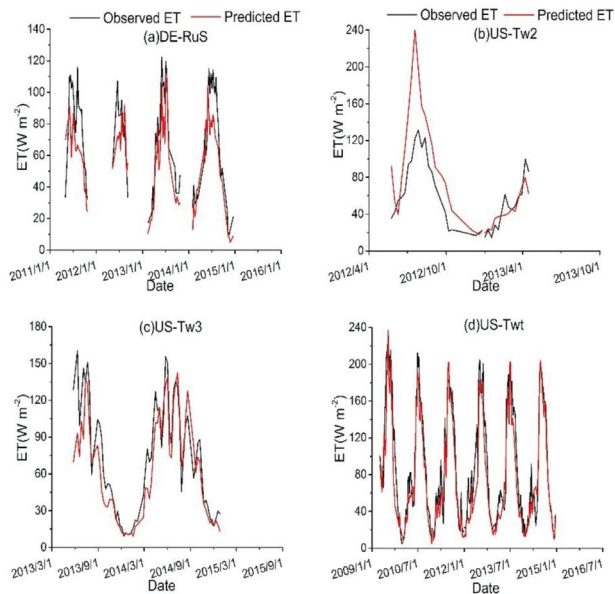 Observed ET Predicted ET Observed ET Predicted ET
(a)DE-RuS
(b)US-Tw2
ET(W m-2)
140
120
100
80
60
40
20
0
2011/1/1 2012/1/1 2013/1/1 2014/1/1 2015/1/1 2016/1/1
Date
ET(W m-2)
240
200
160
120
80
40
0
2012/4/1 2012/10/1 2013/4/1 2013/10/1
Date
(c)US-Tw3
ET(W m-2)
180
150
120
90
60
30
0
2013/3/1 2013/9/1 2014/3/1 2014/9/1 2015/3/1 2015/9/1
Date
(d)US-Twt
ET(W m-2)
240
200
160
120
80
40
0
2009/1/1 2010/7/1 2012/1/1 2013/7/1 2015/1/1 2016/7/1
Date